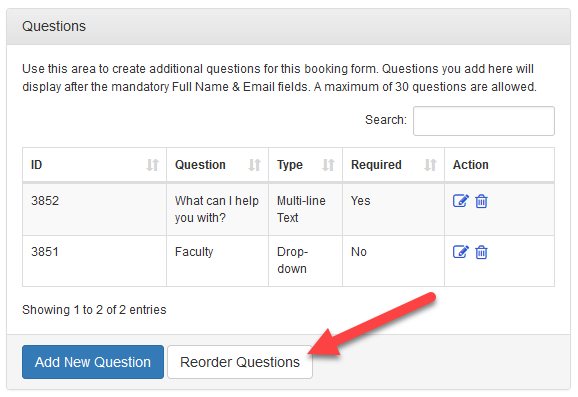 Questions
Use this area to create additional questions for this booking form. Questions you add here will
display after the mandatory Full Name & Email fields. A maximum of 30 questions are allowed.
Search:
ID Question Type Required Action
3852 What can I help Multi-line Yes
you with? Text
3851 Faculty Drop- No
down
Showing 1 to 2 of 2 entries
Add New Question Reorder Questions